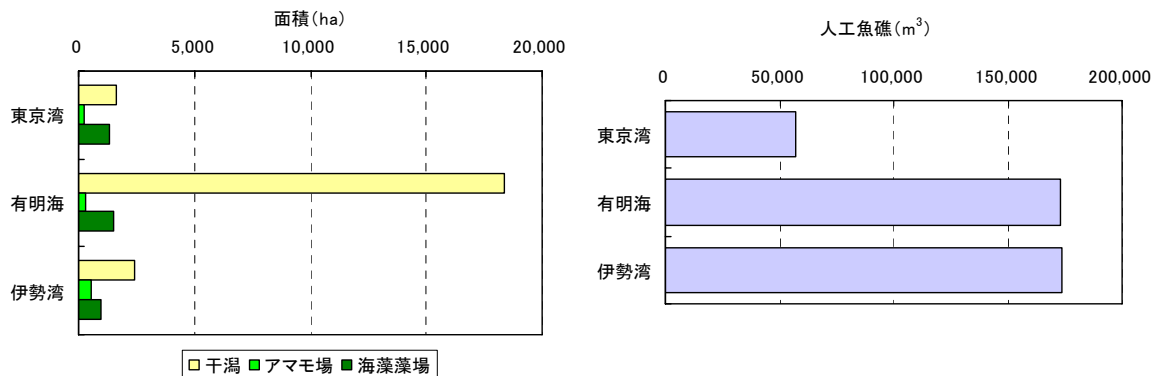 面積(ha)
0 5,000 10,000 15,000 20,000
東京湾
有明海
伊勢湾
干潟 アマモ場 海藻藻場
人工魚礁(m³)
0 50,000 100,000 150,000 200,000
東京湾
有明海
伊勢湾